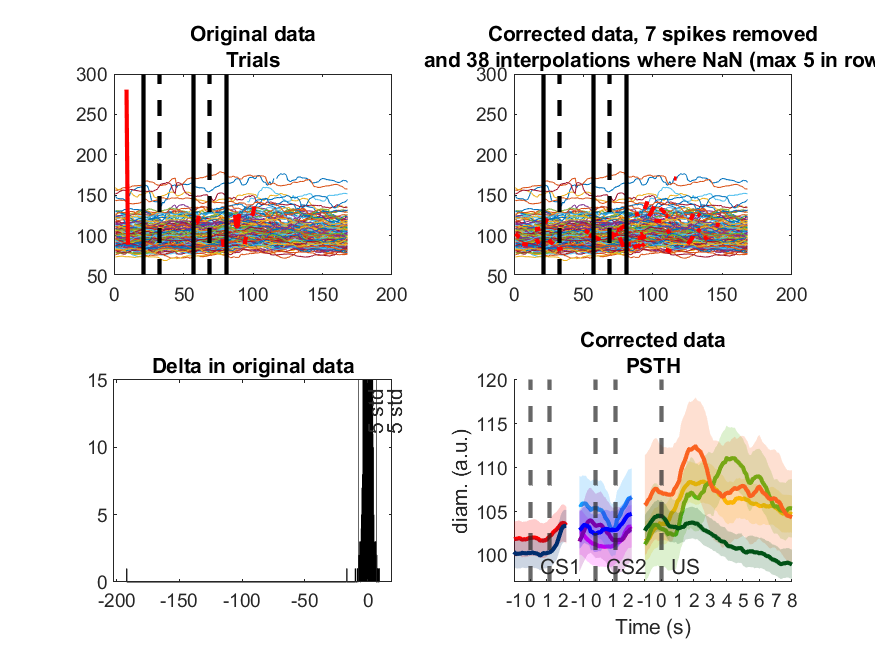 Original data
Trials
300
250
200
150
100
50
0 50 100 150 200
Corrected data, 7 spikes removed
and 38 interpolations where NaN (max 5 in row
300
250
200
150
100
50
0 50 100 150 200
Delta in original data
15
10
5
0
-200 -150 -100 -50 0
5 std
5 std
Corrected data
PSTH
diam. (a.u.)
120
115
110
105
100
CS1 CS2 US
-1 0 1 2 -1 0 1 2 -1 0 1 2 3 4 5 6 7 8
Time (s)